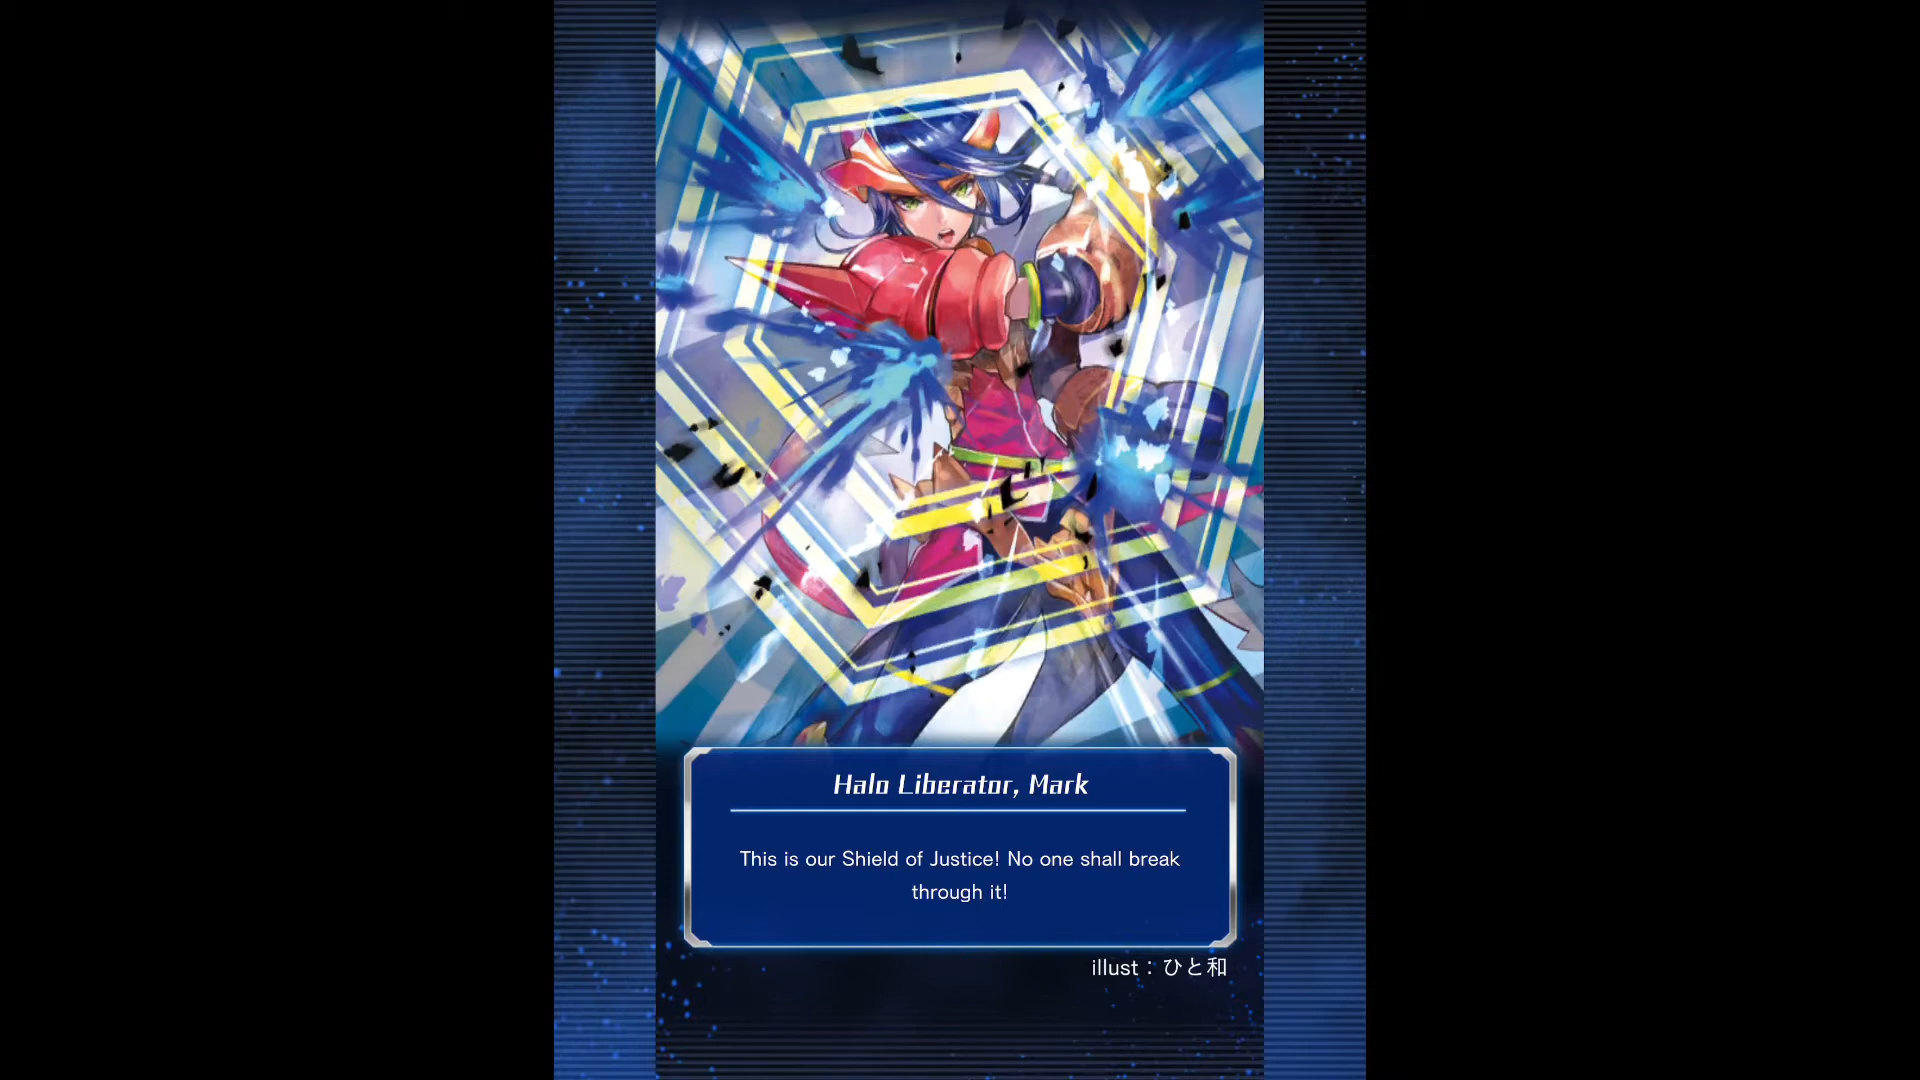 Halo Liberator, Mark
This is our Shield of Justice! No one shall break
through it!
illust：ひと和